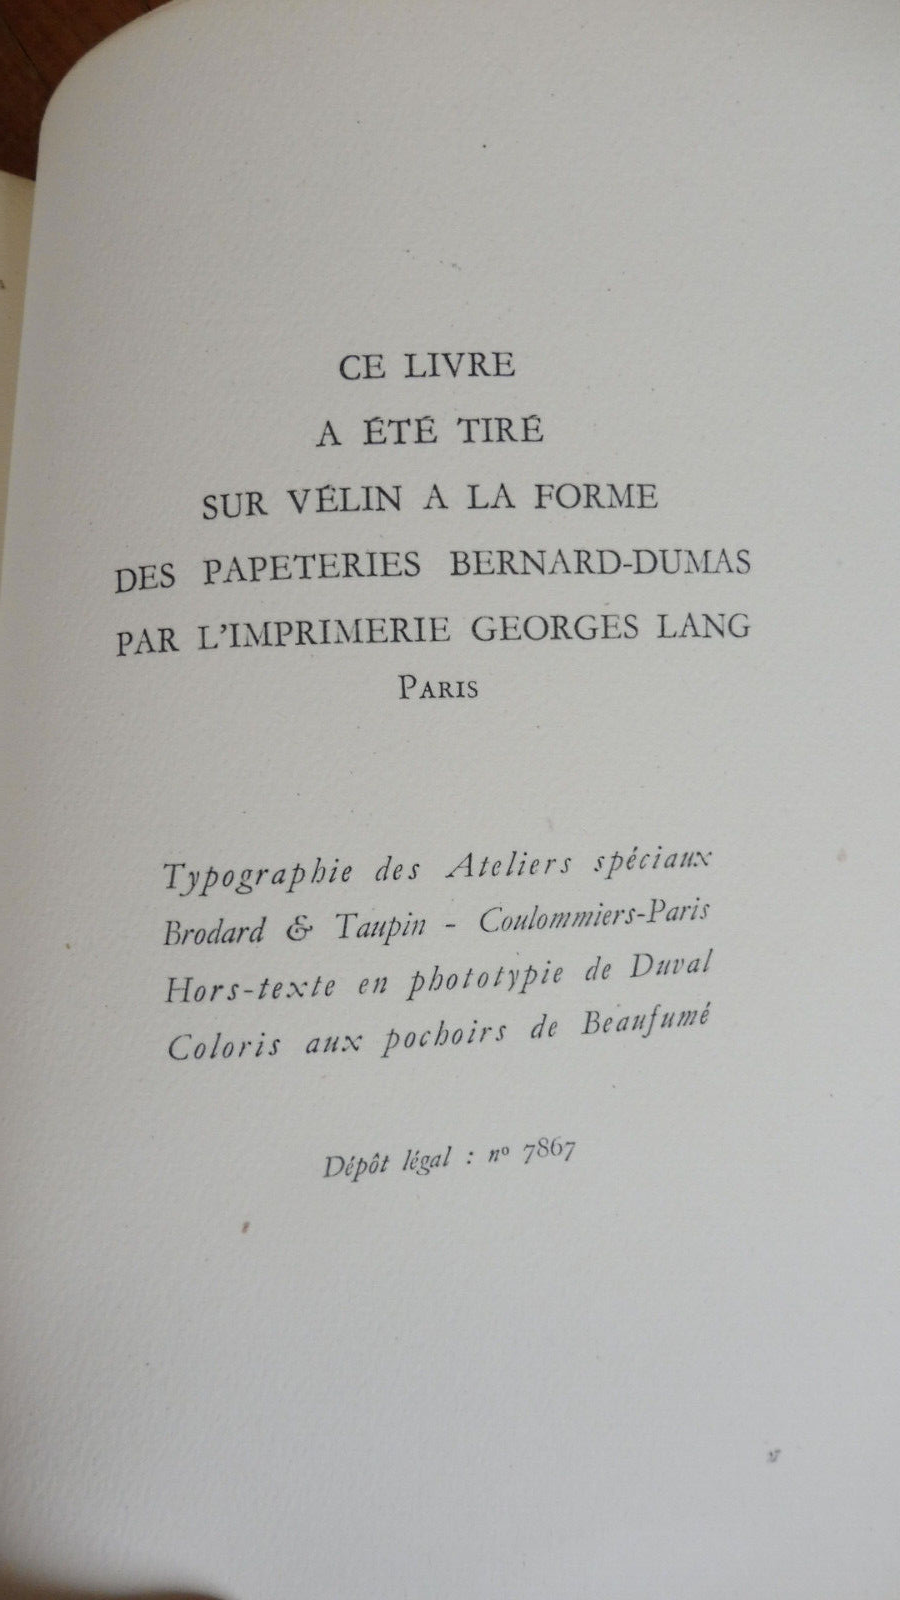 CE LIVRE
A ÉTÉ TIRÉ
SUR VÉLIN A LA FORME
DES PAPETERIES BERNARD-DUMAS
PAR L'IMPRIMERIE GEORGES LANG
PARIS
Typographie des Ateliers spéciaux
Brodard & Taupin - Coulommiers-Paris
Hors-texte en phototypie de Duval
Coloris aux pochoirs de Beaufumé
Dépôt légal : nº 7867